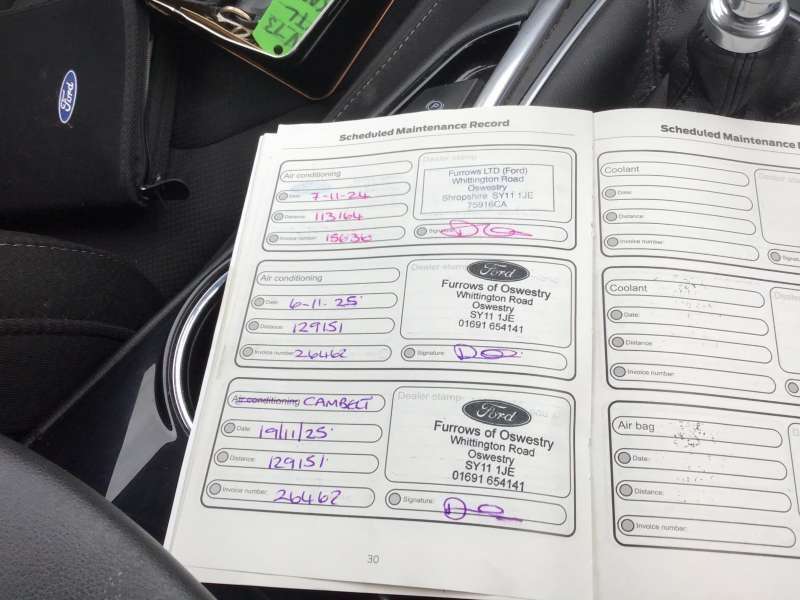 Ford
V73
Scheduled Maintenance Record
Air conditioning
Date: 7-11-24
Distance: 113164
Invoice number: 15636
Dealer stamp:
Furrows LTD (Ford)
Whittington Road
Oswestry
Shropshire SY11 1JE
75916CA
Signature:
Air conditioning
Date: 6-11-25
Distance: 129151
Invoice number: 26462
Dealer stamp
Ford
Furrows of Oswestry
Whittington Road
Oswestry
SY11 1JE
01691 654141
Signature:
Air conditioning CAMBELT
Date: 19/11/25
Distance: 129151
Invoice number: 26462
Dealer stamp:
Ford
Furrows of Oswestry
Whittington Road
Oswestry
SY11 1JE
01691 654141
Signature:
30
Scheduled Maintenance
Coolant
Date:
Distance:
Invoice number:
Coolant
Date:
Distance:
Invoice number:
Air bag
Date:
Distance:
Invoice number: